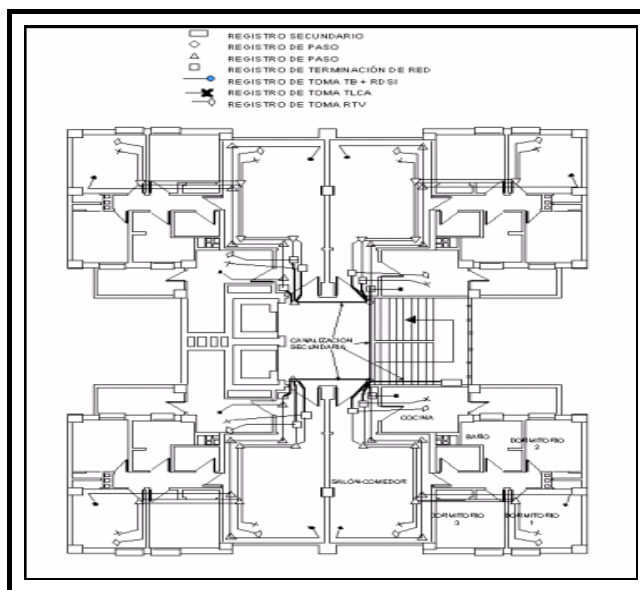 REGISTRO SECUNDARIO
REGISTRO DE PASO
REGISTRO DE PASO
REGISTRO DE TERMINACIÓN DE RED
REGISTRO DE TOMA TB + RDSI
REGISTRO DE TOMA TLCA
REGISTRO DE TOMA RTV
CANALIZACIÓN
SECUNDARIA
COCINA
BAÑO
DORMITORIO
2
SALÓN-COMEDOR
DORMITORIO
3
DORMITORIO
1